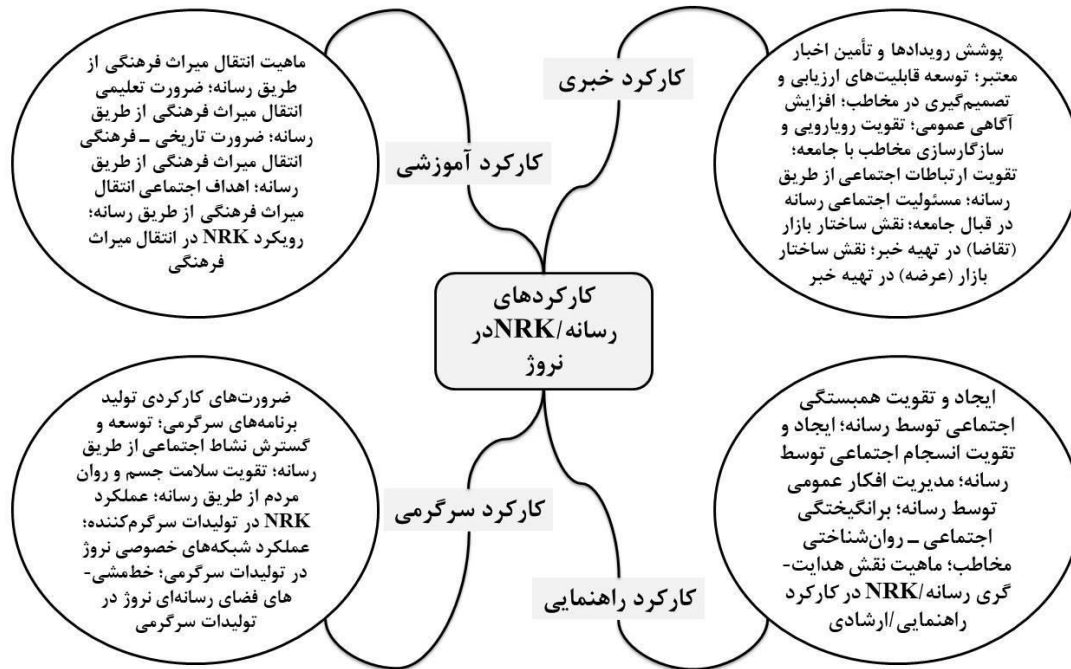 پوشش رویدادها و تأمین اخبار
معتبر؛ توسعه قابلیت‌های ارزیابی و
تصمیم‌گیری در مخاطب؛ افزایش
آگاهی عمومی؛ تقویت رویارویی و
سازگارسازی مخاطب با جامعه؛
تقویت ارتباطات اجتماعی از طریق
رسانه؛ مسئولیت اجتماعی رسانه
در قبال جامعه؛ نقش ساختار بازار
(تقاضا) در تهیه خبر؛ نقش ساختار
بازار (عرضه) در تهیه خبر
کارکرد خبری
ماهیت انتقال میراث فرهنگی از
طریق رسانه؛ ضرورت تعلیمی
انتقال میراث فرهنگی از طریق
رسانه؛ ضرورت تاریخی ـ فرهنگی
انتقال میراث فرهنگی از طریق
رسانه؛ اهداف اجتماعی انتقال
میراث فرهنگی از طریق رسانه؛
رویکرد NRK در انتقال میراث
فرهنگی
کارکرد آموزشی
کارکردهای
رسانه/NRKدر
نروژ
ایجاد و تقویت همبستگی
اجتماعی توسط رسانه؛ ایجاد و
تقویت انسجام اجتماعی توسط
رسانه؛ مدیریت افکار عمومی
توسط رسانه؛ برانگیختگی
اجتماعی ـ روان‌شناختی
مخاطب؛ ماهیت نقش هدایت-
گری رسانه/NRK در کارکرد
راهنمایی/ارشادی
کارکرد راهنمایی
ضرورت‌های کارکردی تولید
برنامه‌های سرگرمی؛ توسعه و
گسترش نشاط اجتماعی از طریق
رسانه؛ تقویت سلامت جسم و روان
مردم از طریق رسانه؛ عملکرد
NRK در تولیدات سرگرم‌کننده؛
عملکرد شبکه‌های خصوصی نروژ
در تولیدات سرگرمی؛ خط‌مشی-
های فضای رسانه‌ای نروژ در
تولیدات سرگرمی
کارکرد سرگرمی